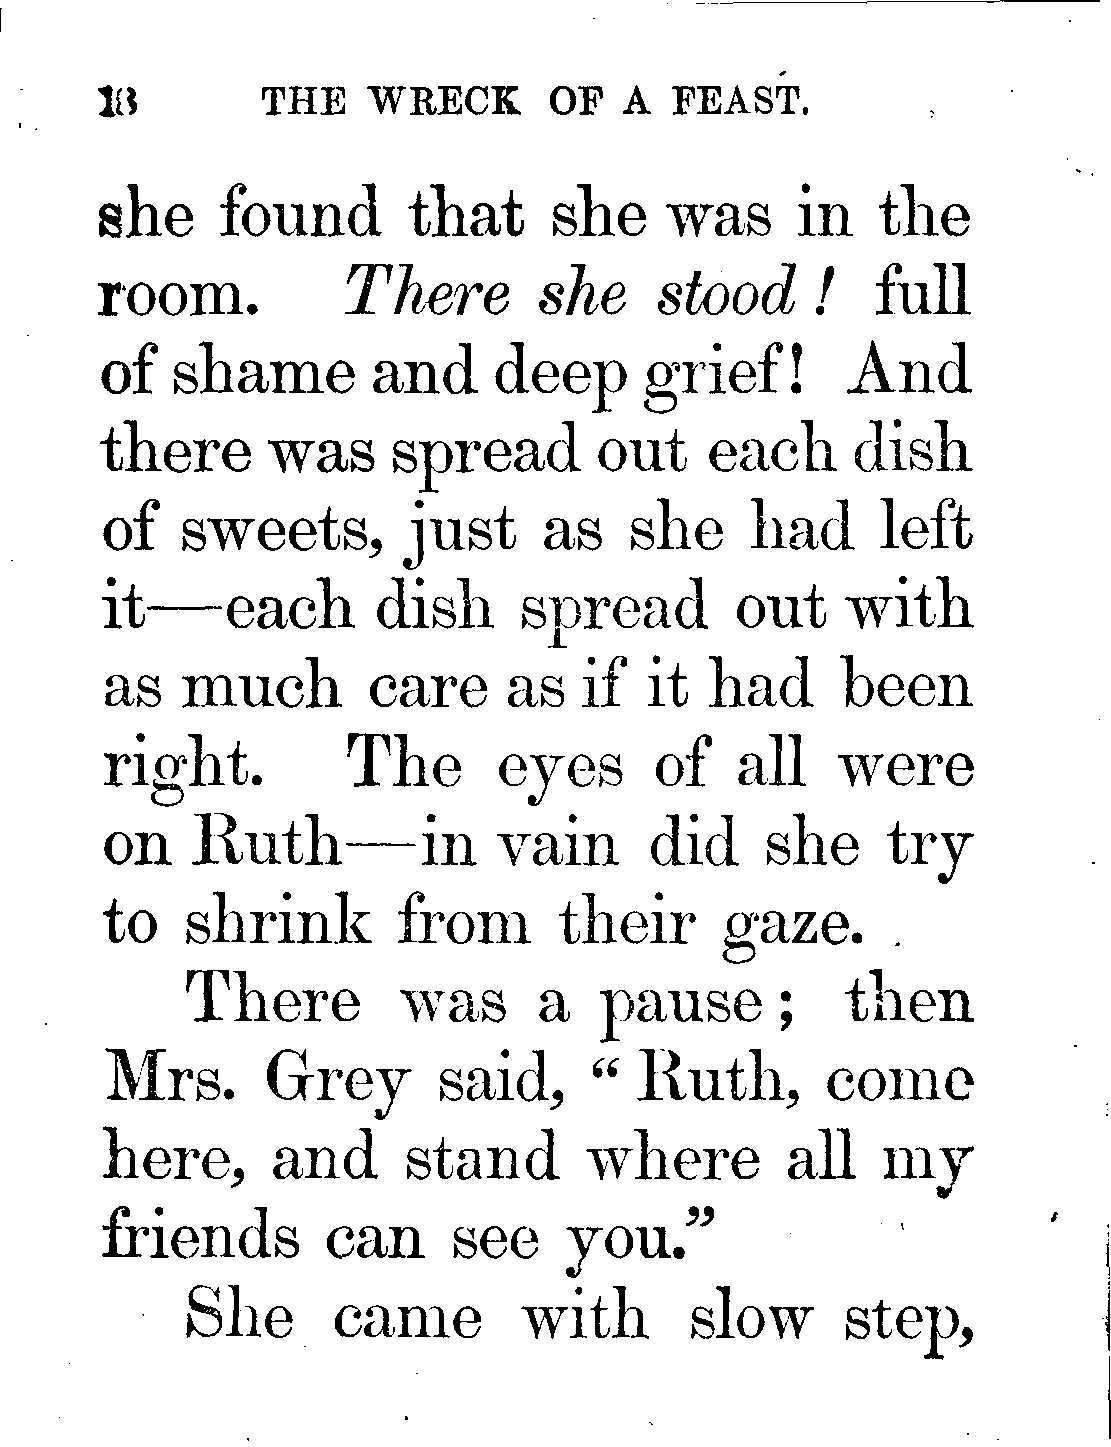 18 THE WRECK OF A FEAST.
she found that she was in the
room. There she stood! full
of shame and deep grief! And
there was spread out each dish
of sweets, just as she had left
it—each dish spread out with
as much care as if it had been
right. The eyes of all were
on Ruth—in vain did she try
to shrink from their gaze.
There was a pause; then
Mrs. Grey said, “Ruth, come
here, and stand where all my
friends can see you.”
She came with slow step,